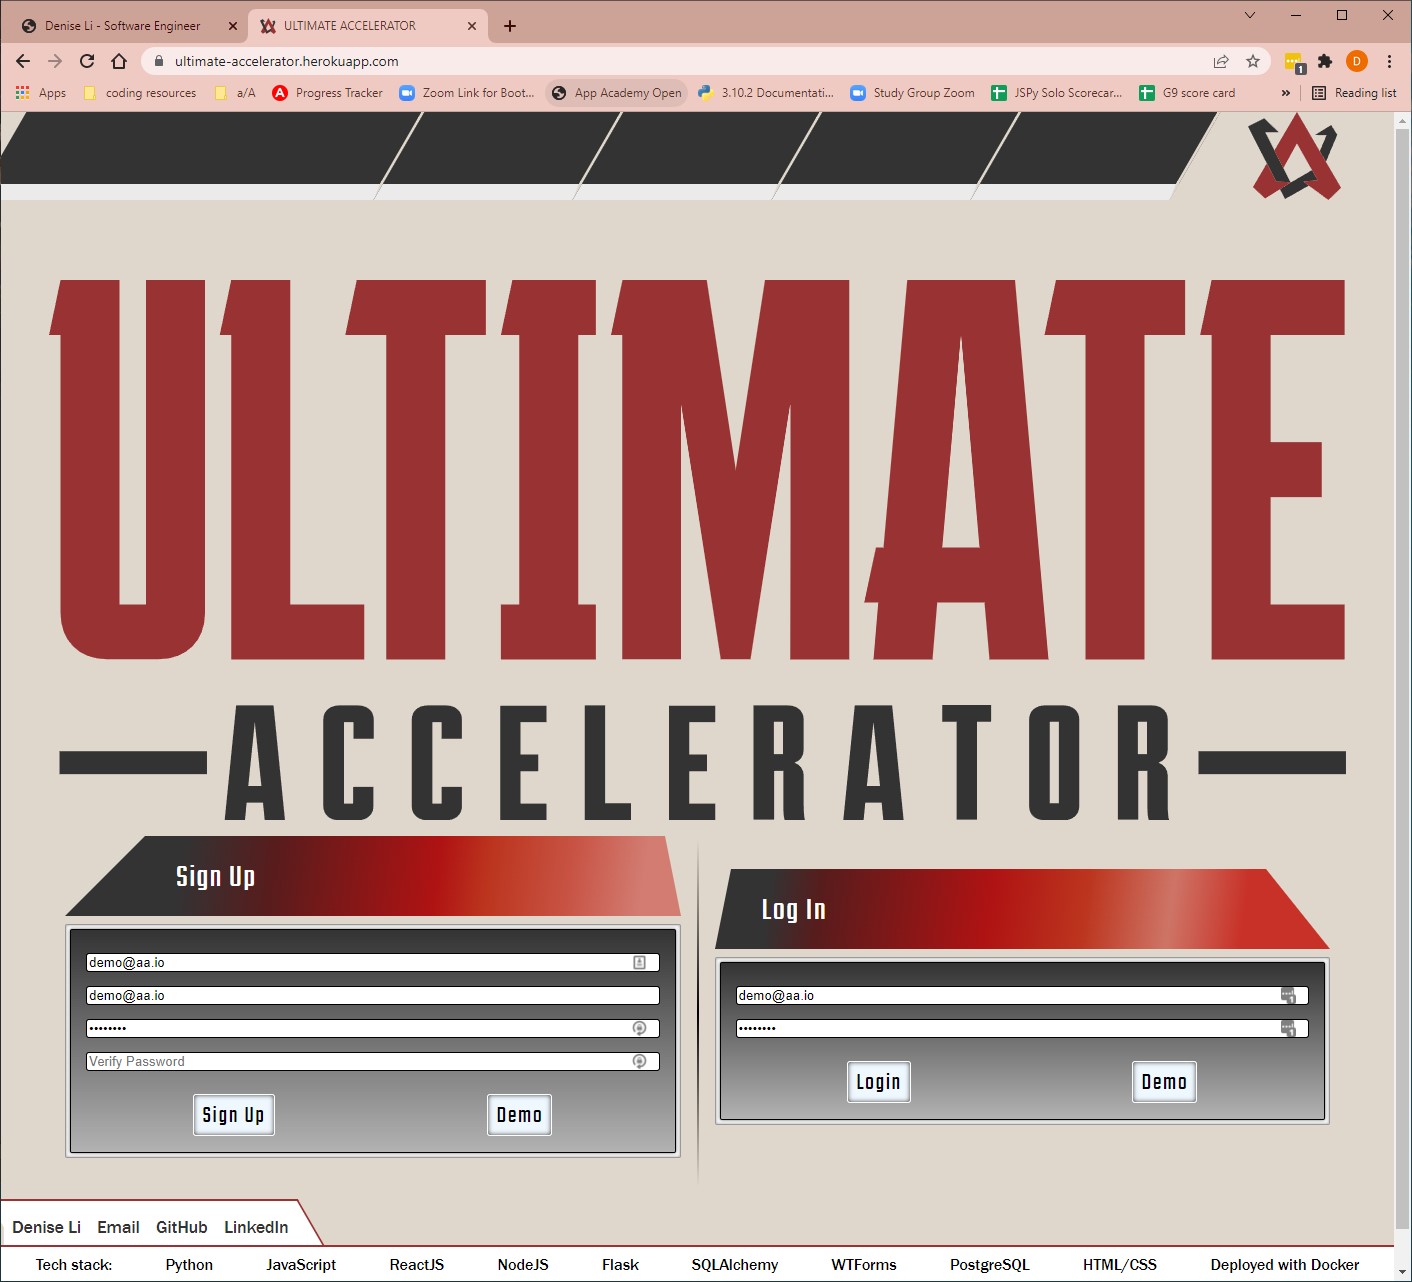 Denise Li - Software Engineer
ULTIMATE ACCELERATOR
ultimate-accelerator.herokuapp.com
1
D
Apps
coding resources
a/A
Progress Tracker
Zoom Link for Boot...
App Academy Open
3.10.2 Documentati...
Study Group Zoom
JSPy Solo Scorecar...
G9 score card
»
Reading list
ULTIMATE
ACCELERATOR
Sign Up
Log In
demo@aa.io
demo@aa.io
Verify Password
Sign Up
Demo
demo@aa.io
Login
Demo
Denise Li Email GitHub LinkedIn
Tech stack: Python JavaScript ReactJS NodeJS Flask SQLAlchemy WTForms PostgreSQL HTML/CSS Deployed with Docker